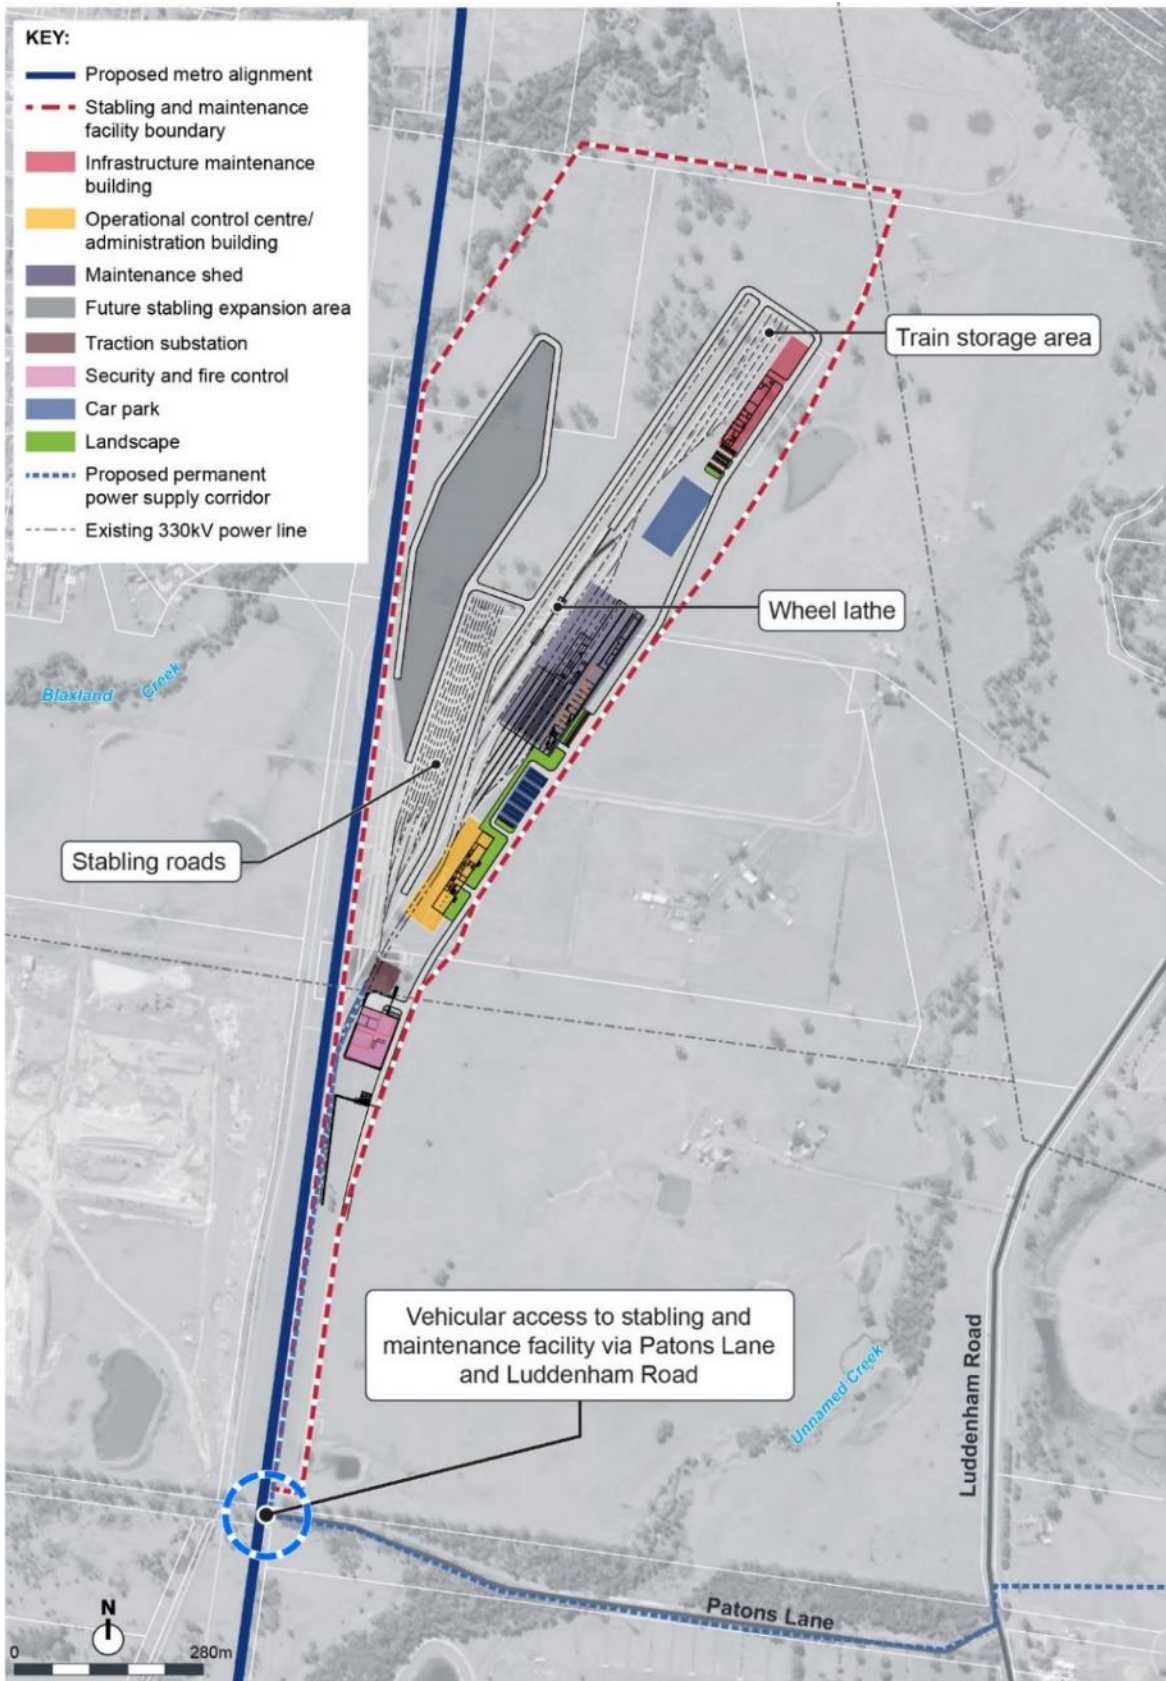 KEY:
Proposed metro alignment
Stabling and maintenance
facility boundary
Infrastructure maintenance
building
Operational control centre/
administration building
Maintenance shed
Future stabling expansion area
Traction substation
Security and fire control
Car park
Landscape
Proposed permanent
power supply corridor
Existing 330kV power line
Train storage area
Wheel lathe
Blaxland Creek
Stabling roads
Vehicular access to stabling and
maintenance facility via Patons Lane
and Luddenham Road
Unnamed Creek
Luddenham Road
Patons Lane
N
0 280m